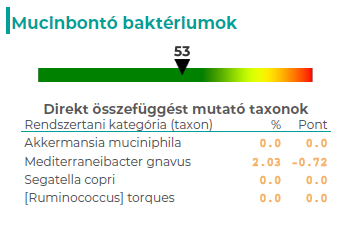 Mucinbontó baktériumok
53
Direkt összefüggést mutató taxonok
Rendszertani kategória (taxon) % Pont
Akkermansia muciniphila 0.0 0.0
Mediterraneibacter gnavus 2.03 -0.72
Segatella copri 0.0 0.0
[Ruminococcus] torques 0.0 0.0